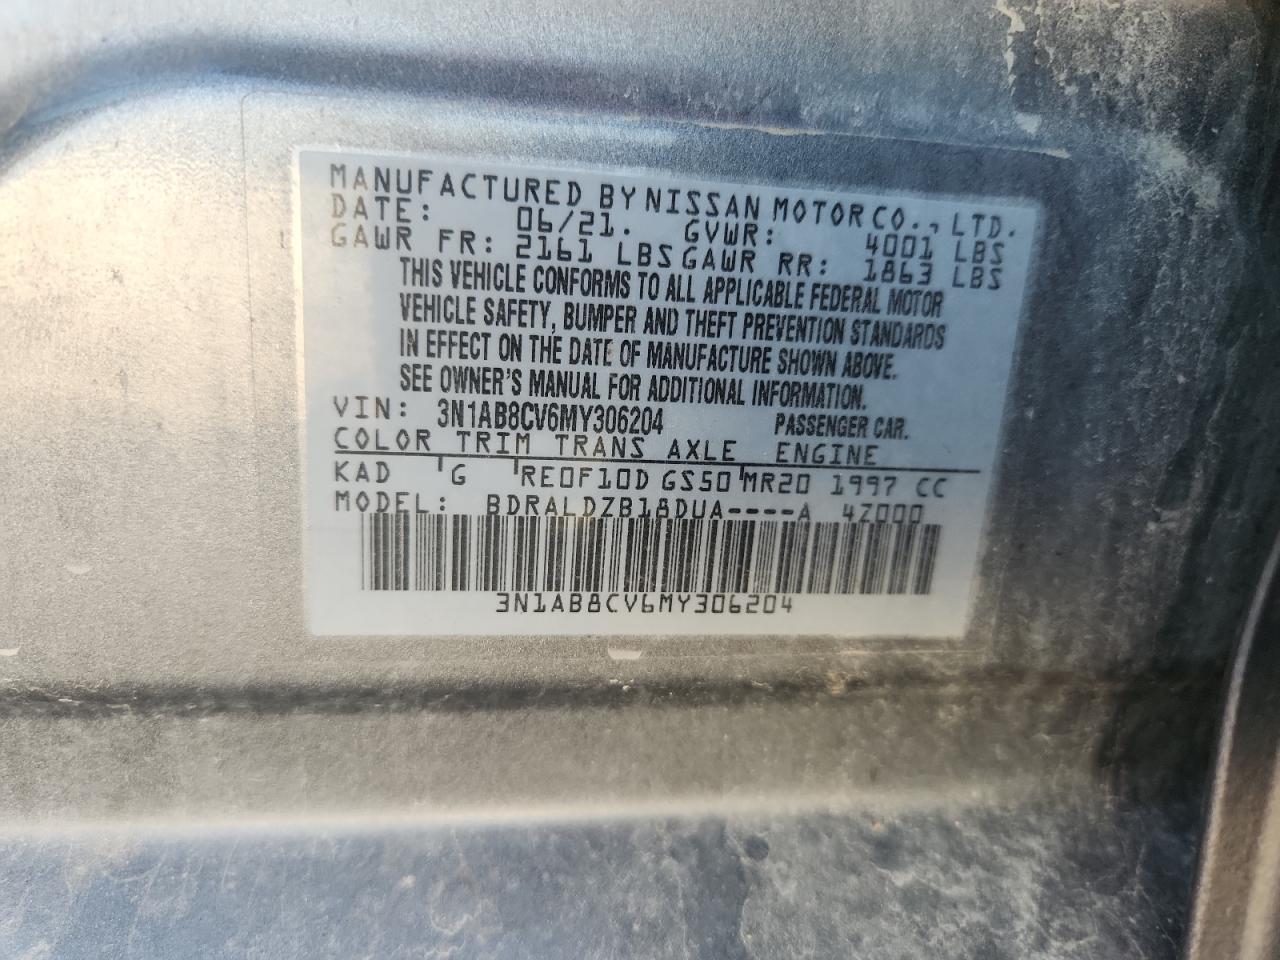 MANUFACTURED BY NISSAN MOTOR CO., LTD.
DATE: 06/21. GVWR: 4001 LBS
GAWR FR: 2161 LBS GAWR RR: 1863 LBS
THIS VEHICLE CONFORMS TO ALL APPLICABLE FEDERAL MOTOR
VEHICLE SAFETY, BUMPER AND THEFT PREVENTION STANDARDS
IN EFFECT ON THE DATE OF MANUFACTURE SHOWN ABOVE.
SEE OWNER'S MANUAL FOR ADDITIONAL INFORMATION.
VIN: 3N1AB8CV6MY306204 PASSENGER CAR.
COLOR TRIM TRANS AXLE ENGINE
KAD G RE0F10D GS50 MR20 1997 CC
MODEL: BDRALDZB18DUA----A 4Z000
3N1AB8CV6MY306204